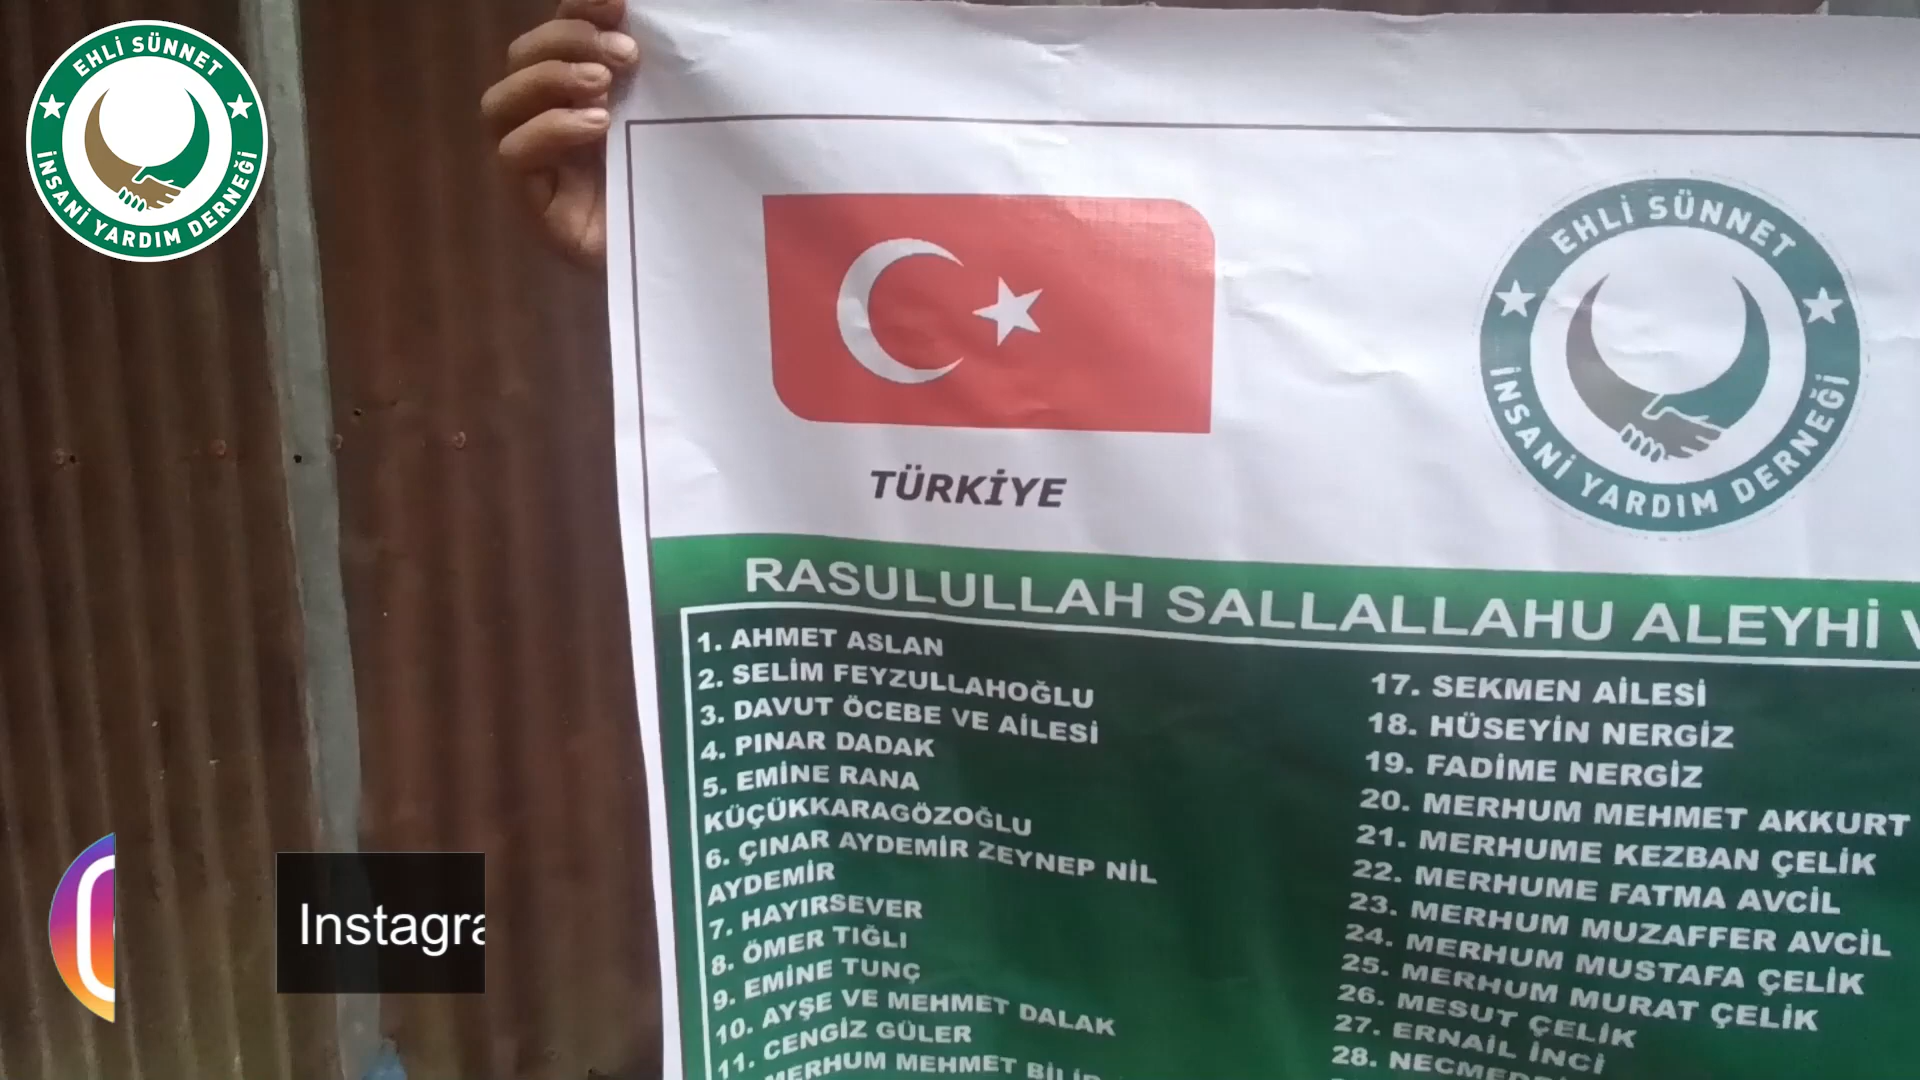 EHLİ SÜNNET
İNSANİ YARDIM DERNEĞİ
EHLİ SÜNNET
İNSANİ YARDIM DERNEĞİ
TÜRKİYE
RASULULLAH SALLALLAHU ALEYHİ
1. AHMET ASLAN
2. SELİM FEYZULLAHOĞLU
3. DAVUT ÖCEBE VE AİLESİ
4. PINAR DADAK
5. EMİNE RANA
KÜÇÜKKARAGÖZOĞLU
6. ÇINAR AYDEMİR ZEYNEP NİL
AYDEMİR
7. HAYIRSEVER
8. ÖMER TIĞLI
9. EMİNE TUNÇ
10. AYŞE VE MEHMET DALAK
11. CENGİZ GÜLER
MERHUM MEHMET
17. SEKMEN AİLESİ
18. HÜSEYİN NERGİZ
19. FADİME NERGİZ
20. MERHUM MEHMET AKKURT
21. MERHUME KEZBAN ÇELİK
22. MERHUME FATMA AVCİL
23. MERHUM MUZAFFER AVCİL
24. MERHUM MUSTAFA ÇELİK
25. MERHUM MURAT ÇELİK
26. MESUT ÇELİK
27. ERNAİL İNCİ
28.
Instagra